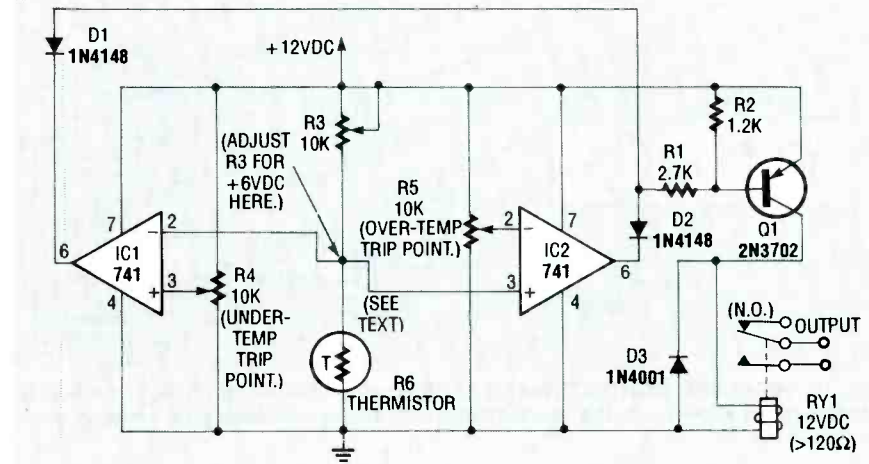 D1
1N4148
+12VDC
R3
10K
(ADJUST
R3 FOR
+6VDC
HERE.)
R2
1.2K
R1
2.7K
R5
10K
(OVER-TEMP
TRIP POINT.)
D2
1N4148
Q1
2N3702
7
2
6
IC1
741
4
3
R4
10K
(UNDER-
TEMP
TRIP
POINT.)
2
7
IC2
741
6
3
4
(SEE
TEXT)
T
R6
THERMISTOR
D3
1N4001
(N.O.)
OUTPUT
RY1
12VDC
(>120Ω)